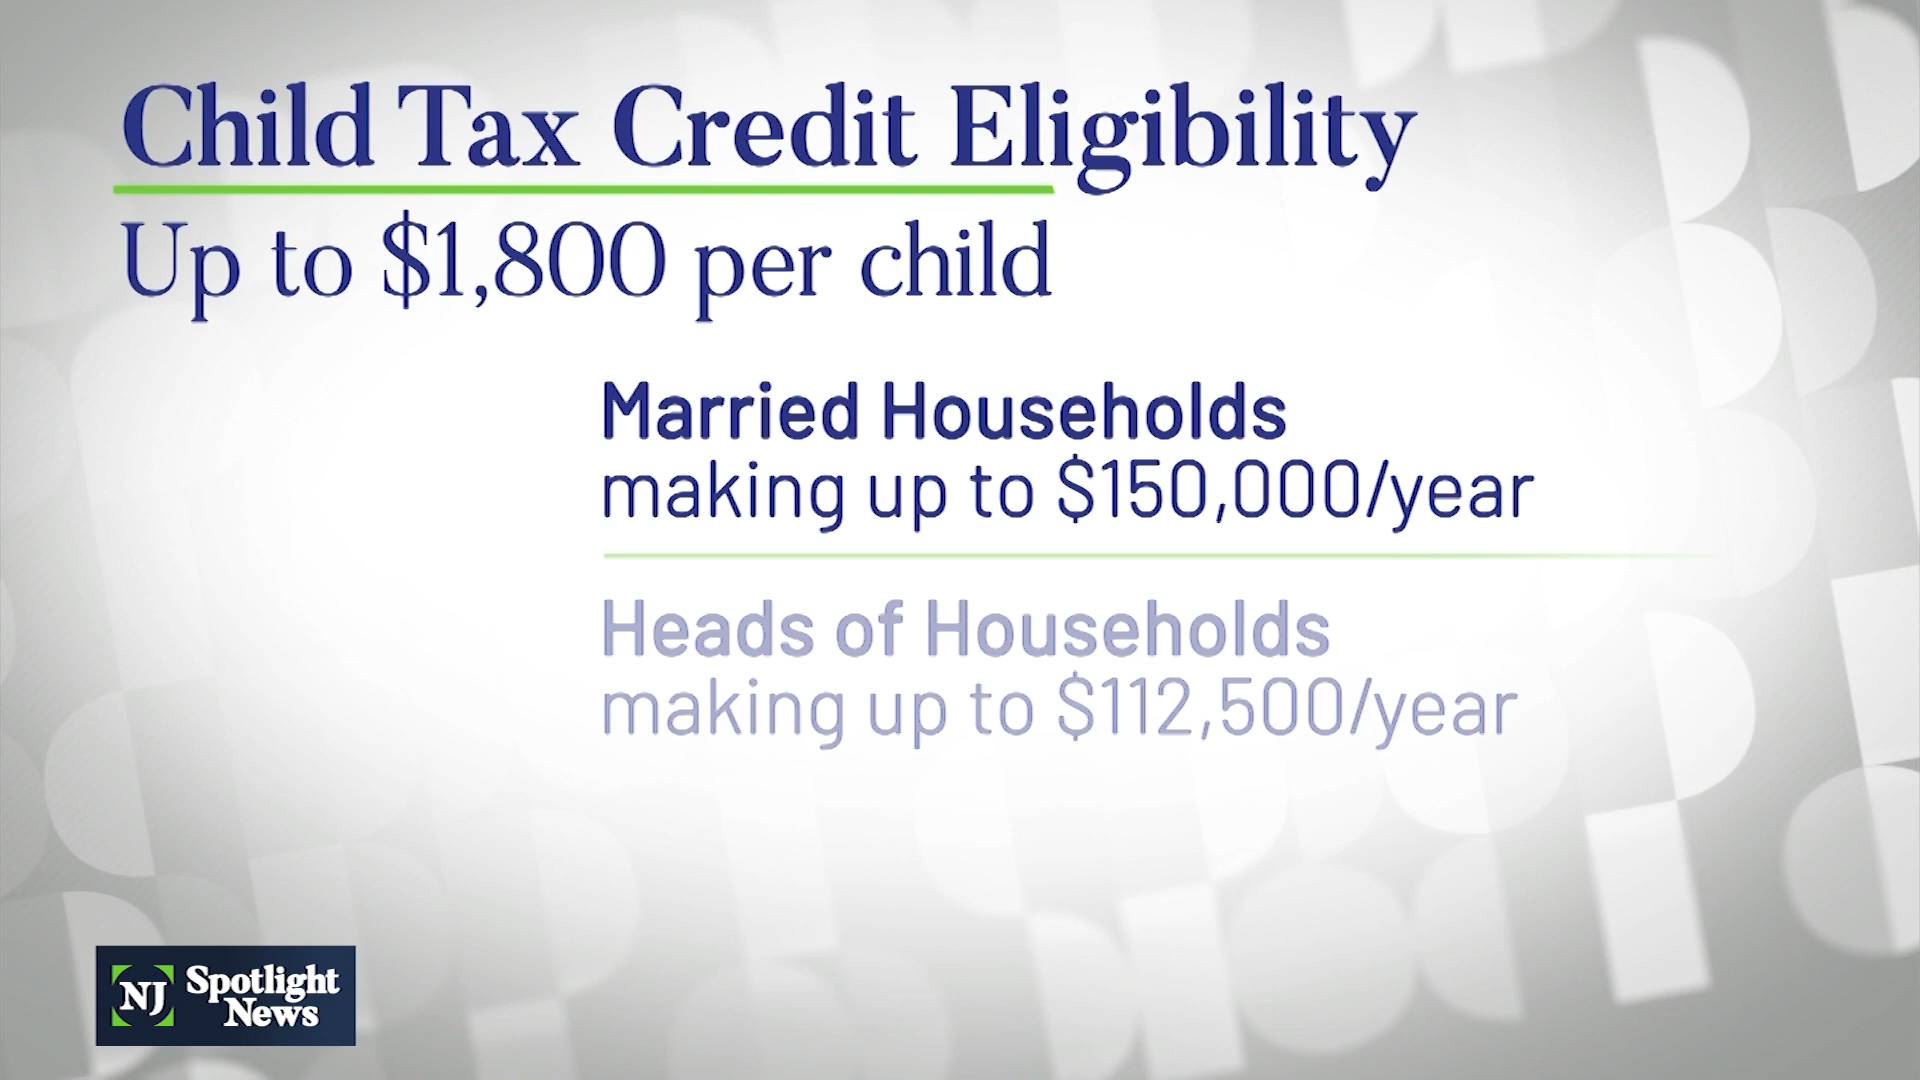 Child Tax Credit Eligibility
Up to $1,800 per child
Married Households
making up to $150,000/year
Heads of Households
making up to $112,500/year
NJ Spotlight
News